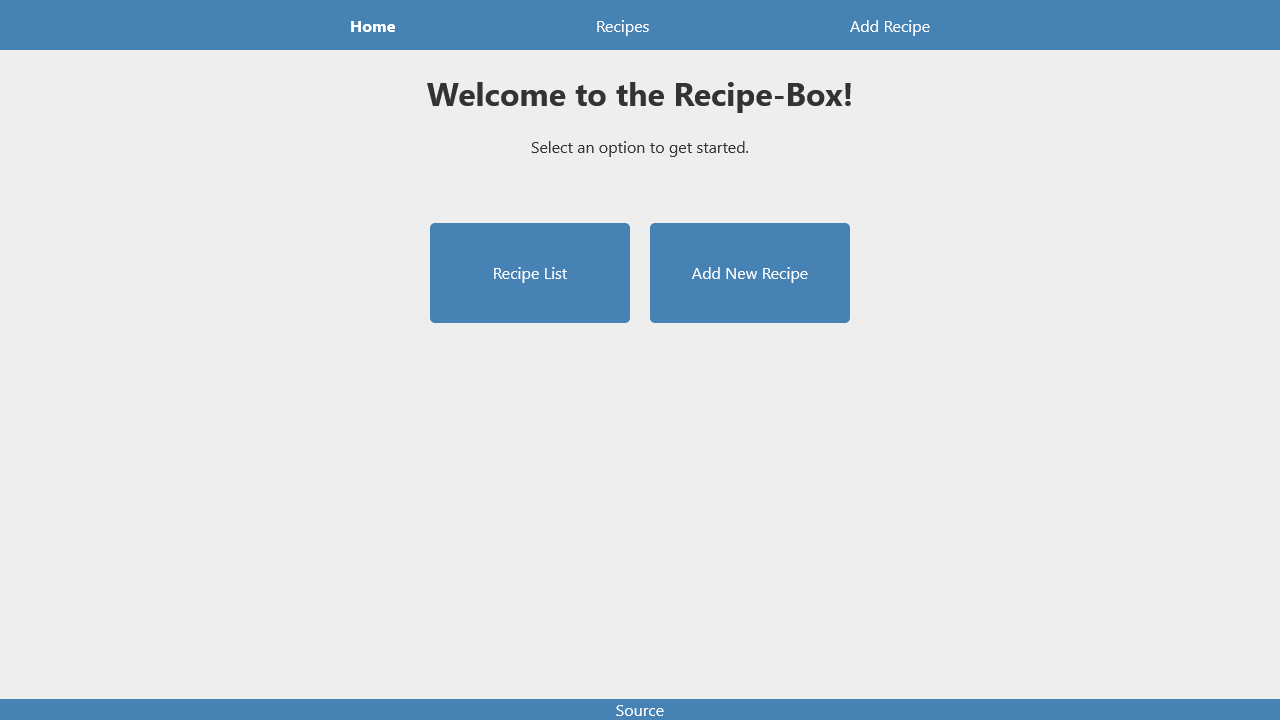 Home Recipes Add Recipe
Welcome to the Recipe-Box!
Select an option to get started.
Recipe List Add New Recipe
Source